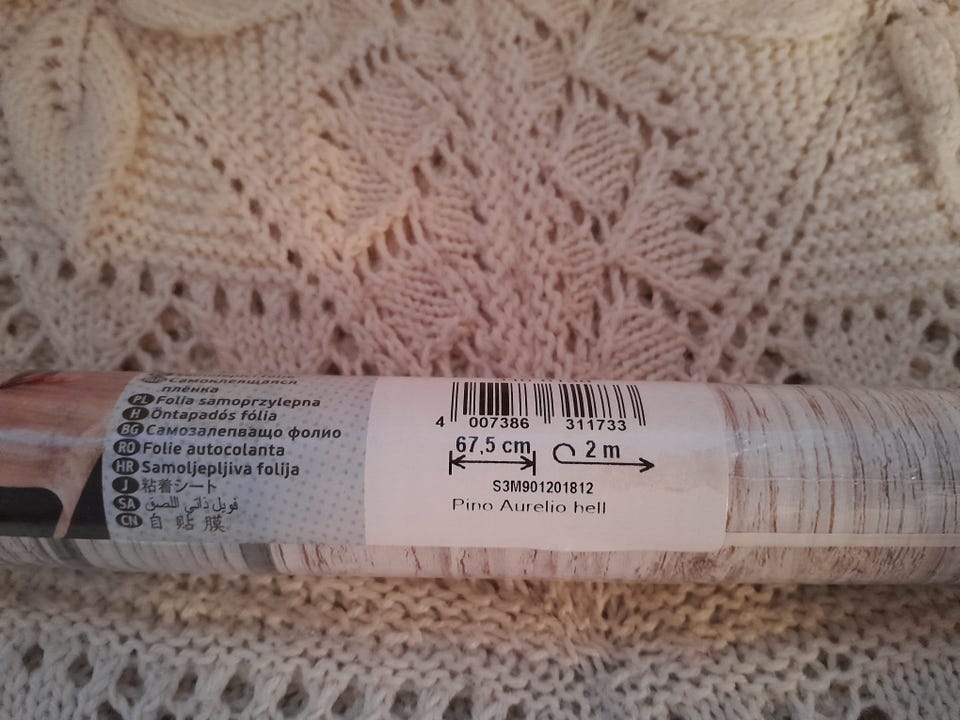 Самоклеящаяся
плёнка
PL Folia samoprzylepna
H Öntapadós fólia
BG Самозалепващо фолио
RO Folie autocolanta
HR Samoljepljiva folija
J 粘着シート
SA فويل ذاتي اللصق
CN 自贴膜
4 007386 311733
67,5 cm 2 m
S3M901201812
Pino Aurelio hell